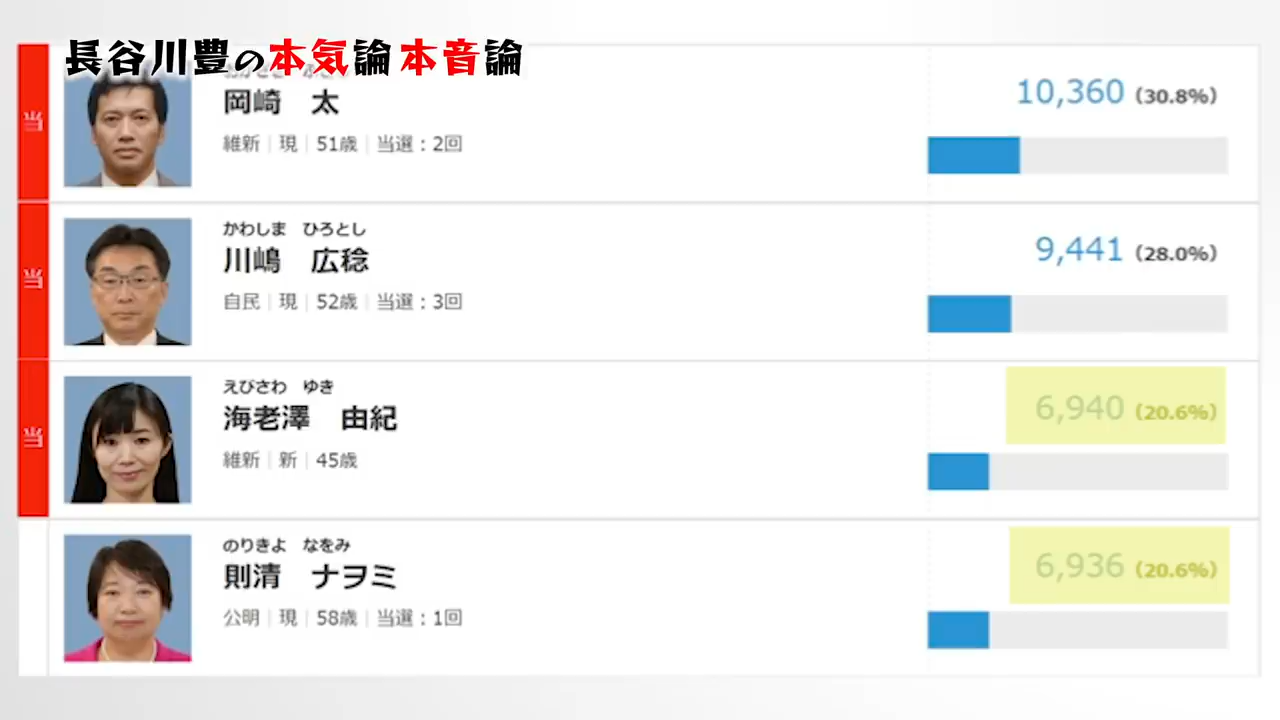 長谷川豊の本気論本音論
当
岡崎 太
維新 | 現 | 51歳 | 当選：2回
10,360 (30.8%)
当
かわしま ひろとし
川嶋 広稔
自民 | 現 | 52歳 | 当選：3回
9,441 (28.0%)
当
えびさわ ゆき
海老澤 由紀
維新 | 新 | 45歳
6,940 (20.6%)
のりきよ なをみ
則清 ナヲミ
公明 | 現 | 58歳 | 当選：1回
6,936 (20.6%)